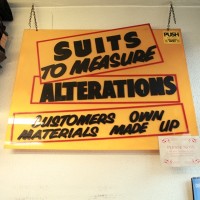 SUITS
TO MEASURE
ALTERATIONS
CUSTOMERS OWN
MATERIALS MADE UP
PUSH